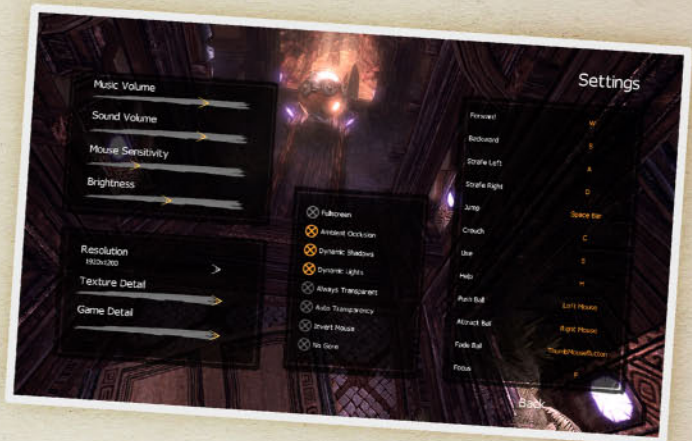 Settings
Music Volume
Sound Volume
Mouse Sensitivity
Brightness
Resolution
1920x1200
Texture Detail
Game Detail
Fullscreen
Ambient Occlusion
Dynamic Shadows
Dynamic Lights
Always Transparent
Auto Transparency
Invert Mouse
No Gore
Forward W
Backward S
Strafe Left A
Strafe Right D
Jump Space Bar
Crouch C
Use E
Help H
Push Ball Left Mouse
Attract Ball Right Mouse
Fade Ball ThumbMouseButton
Focus F
Back